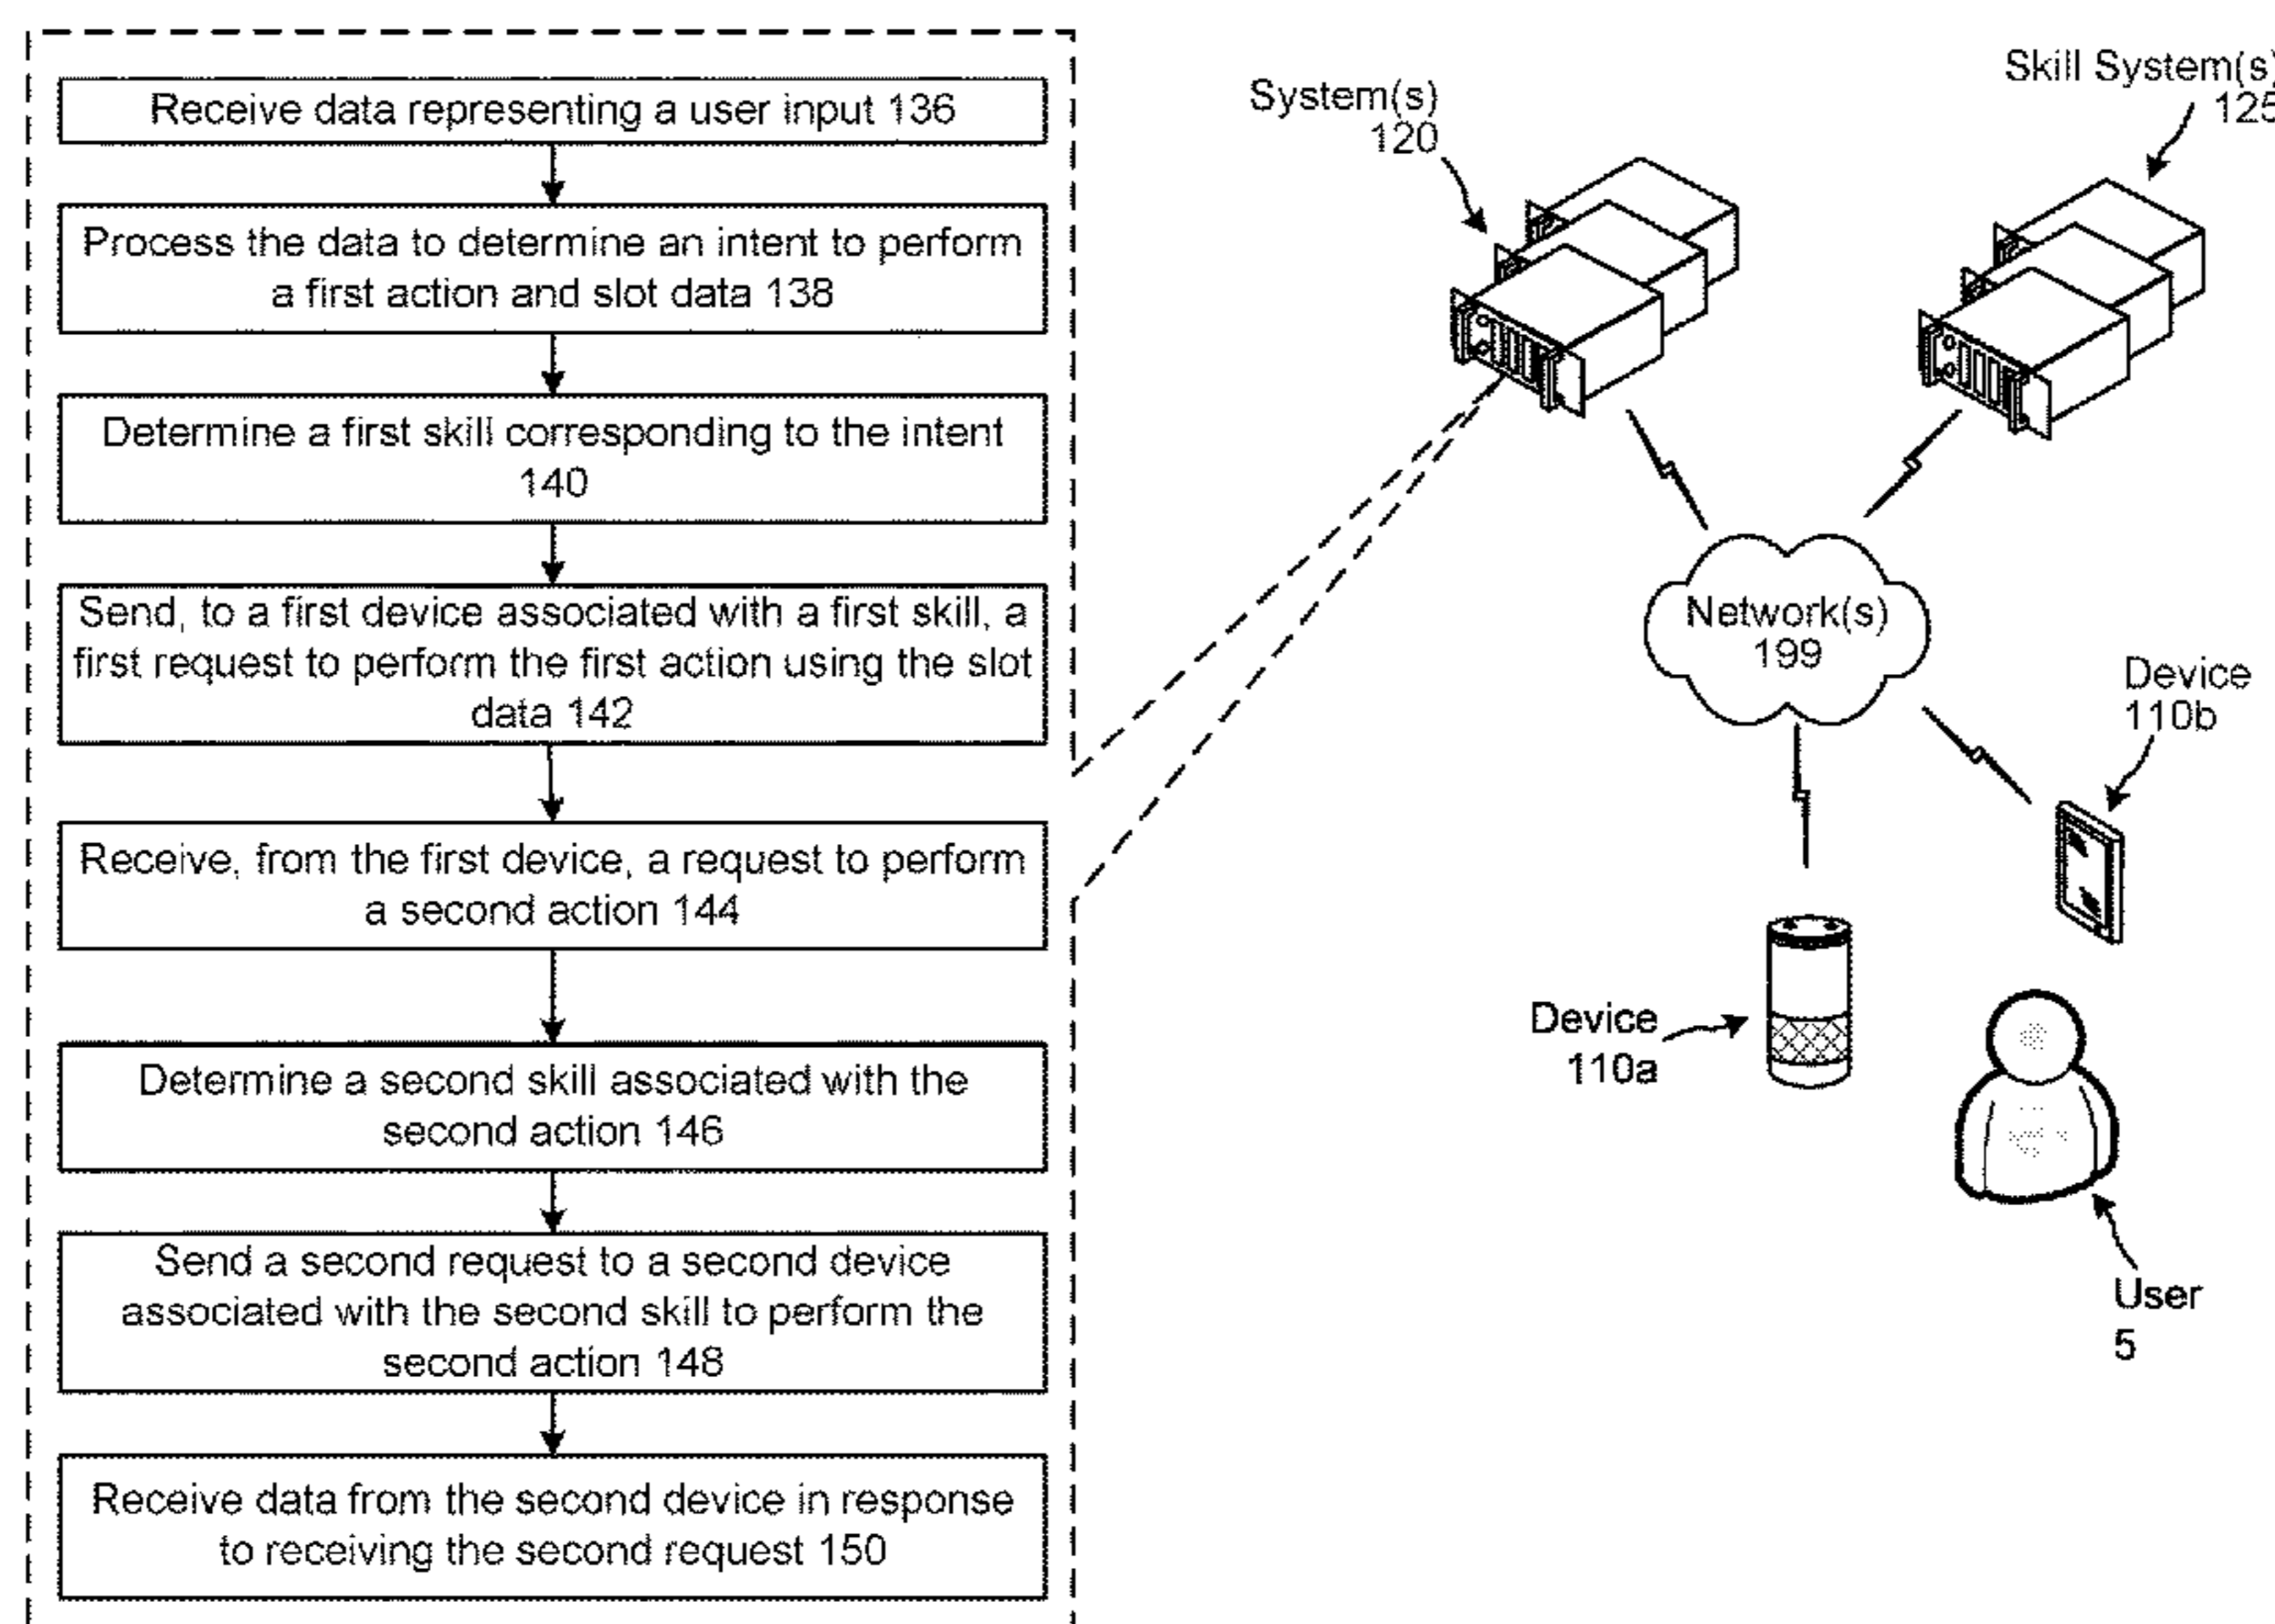 Receive data representing a user input 136
Process the data to determine an intent to perform
a first action and slot data 138
Determine a first skill corresponding to the intent
140
Send, to a first device associated with a first skill, a
first request to perform the first action using the slot
data 142
Receive, from the first device, a request to perform
a second action 144
Determine a second skill associated with the
second action 146
Send a second request to a second device
associated with the second skill to perform the
second action 148
Receive data from the second device in response
to receiving the second request 150
System(s)
120
Skill System(s)
125
Network(s)
199
Device
110b
Device
110a
User
5